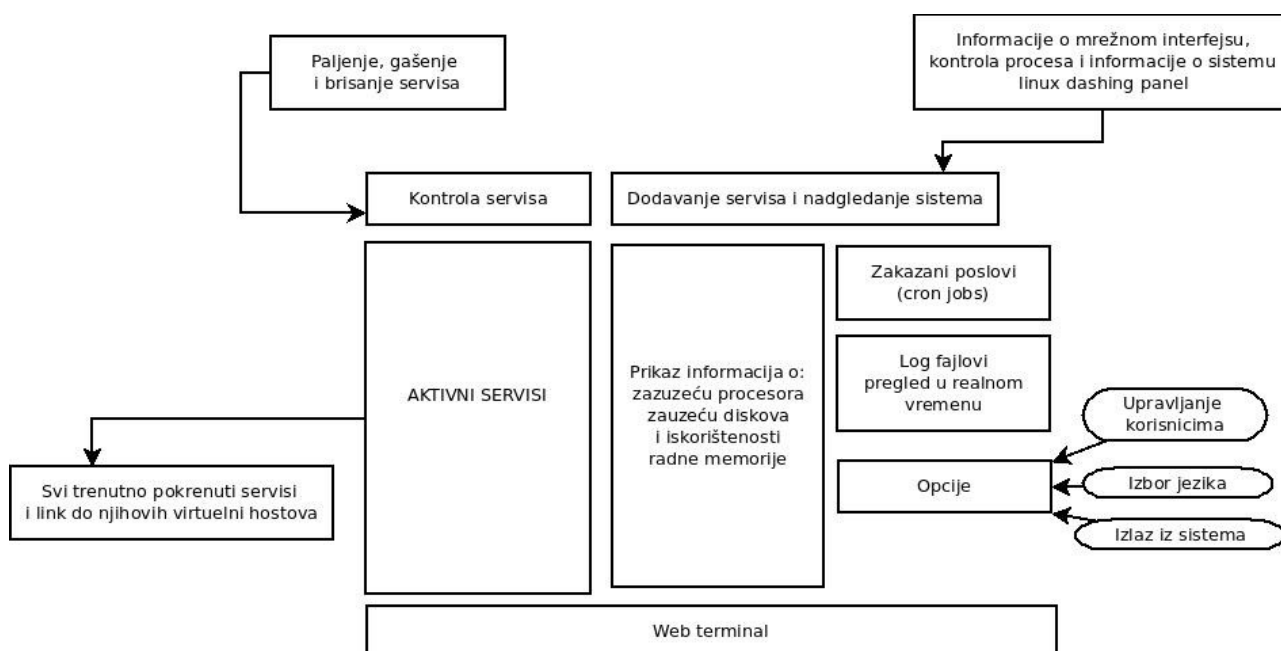 Paljenje, gašenje
i brisanje servisa
Informacije o mrežnom interfejsu,
kontrola procesa i informacije o sistemu
linux dashing panel
Kontrola servisa
Dodavanje servisa i nadgledanje sistema
AKTIVNI SERVISI
Prikaz informacija o:
zazuzeću procesora
zauzeću diskova
i iskorištenosti
radne memorije
Zakazani poslovi
(cron jobs)
Log fajlovi
pregled u realnom
vremenu
Opcije
Upravljanje
korisnicima
Izbor jezika
Izlaz iz sistema
Svi trenutno pokrenuti servisi
i link do njihovih virtuelni hostova
Web terminal